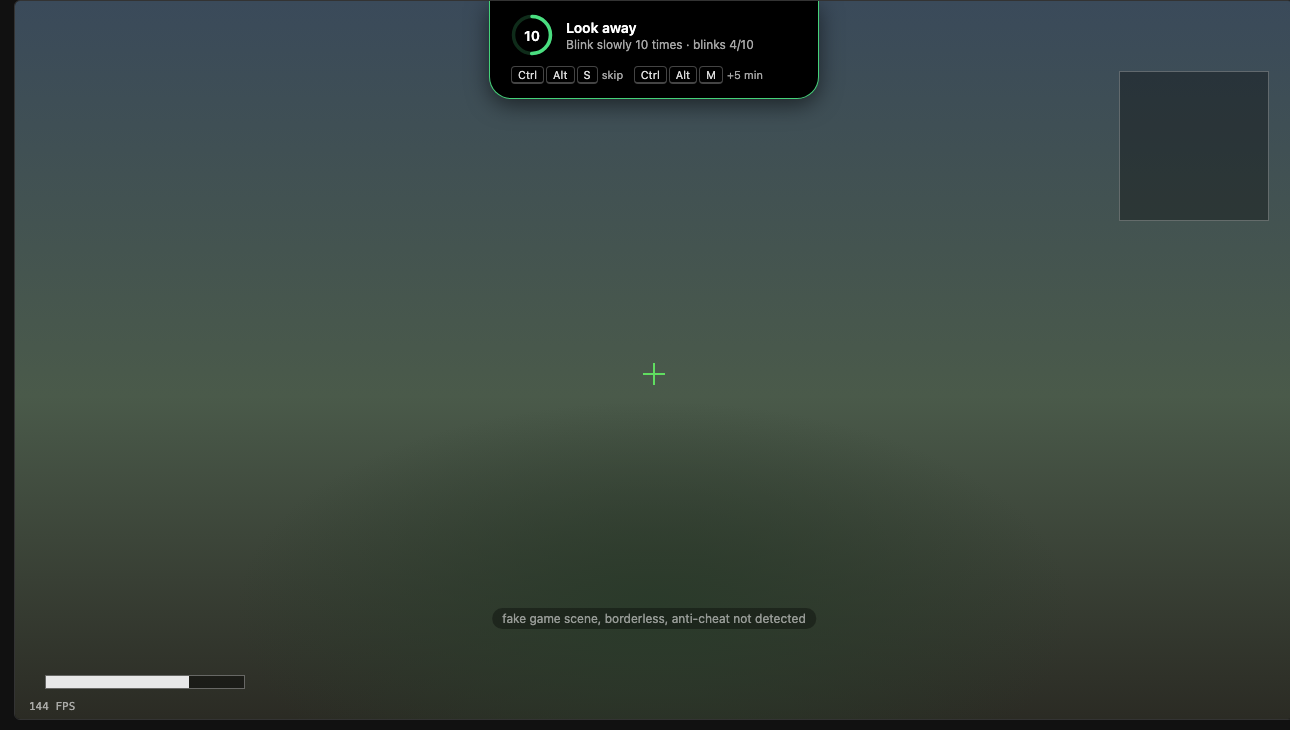 10
Look away
Blink slowly 10 times · blinks 4/10
Ctrl Alt S skip Ctrl Alt M +5 min
fake game scene, borderless, anti-cheat not detected
144 FPS